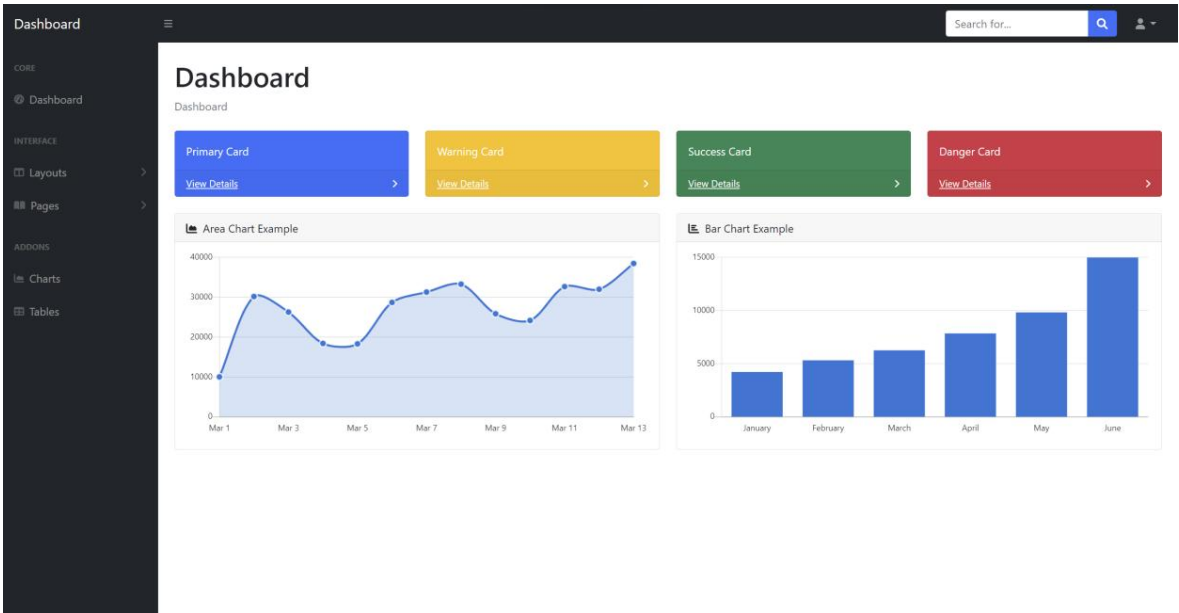 Dashboard
Search for...
CORE
Dashboard
INTERFACE
Layouts
Pages
ADDONS
Charts
Tables
Dashboard
Dashboard
Primary Card
View Details
Warning Card
View Details
Success Card
View Details
Danger Card
View Details
Area Chart Example
40000
30000
20000
10000
0
Mar 1 Mar 3 Mar 5 Mar 7 Mar 9 Mar 11 Mar 13
Bar Chart Example
15000
10000
5000
0
January February March April May June